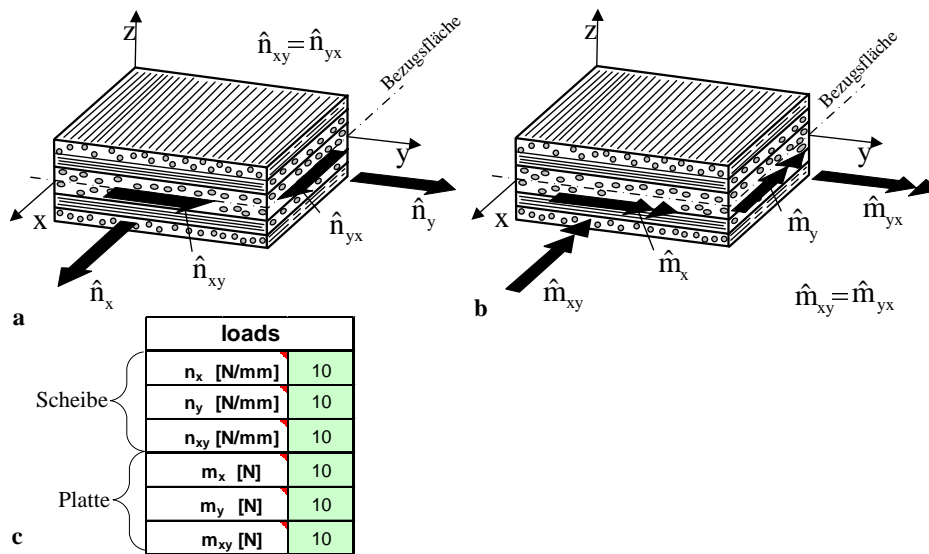 z
n̂xy = n̂yx
Bezugsfläche
y
x
n̂y
n̂yx
n̂xy
n̂x
a
z
Bezugsfläche
y
x
m̂yx
m̂y
m̂x
m̂xy
m̂xy = m̂yx
b
loads
Scheibe
nx [N/mm] 10
ny [N/mm] 10
nxy [N/mm] 10
Platte
mx [N] 10
my [N] 10
mxy [N] 10
c